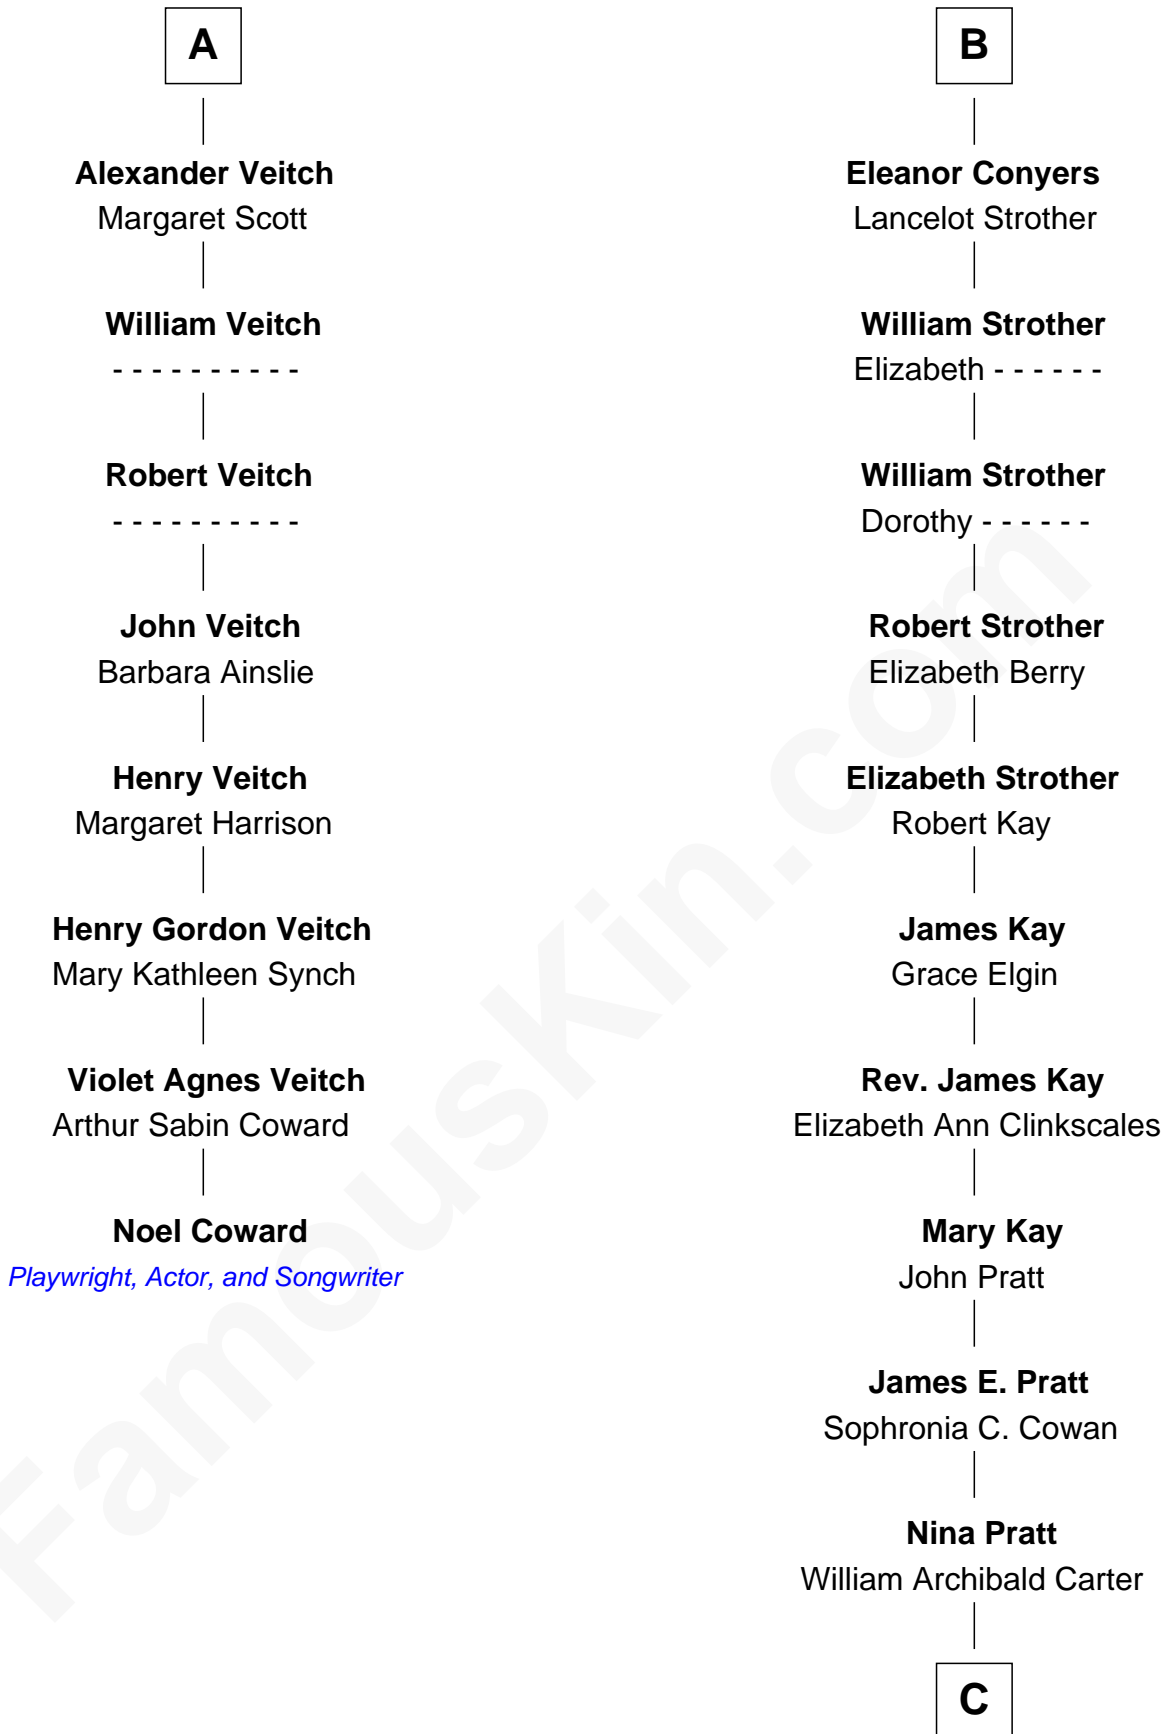 A
Alexander Veitch
Margaret Scott
William Veitch
- - - - - - - - - -
Robert Veitch
- - - - - - - - - -
John Veitch
Barbara Ainslie
Henry Veitch
Margaret Harrison
Henry Gordon Veitch
Mary Kathleen Synch
Violet Agnes Veitch
Arthur Sabin Coward
Noel Coward
Playwright, Actor, and Songwriter
B
Eleanor Conyers
Lancelot Strother
William Strother
Elizabeth - - - - - -
William Strother
Dorothy - - - - - -
Robert Strother
Elizabeth Berry
Elizabeth Strother
Robert Kay
James Kay
Grace Elgin
Rev. James Kay
Elizabeth Ann Clinkscales
Mary Kay
John Pratt
James E. Pratt
Sophronia C. Cowan
Nina Pratt
William Archibald Carter
C
FamousKin.com